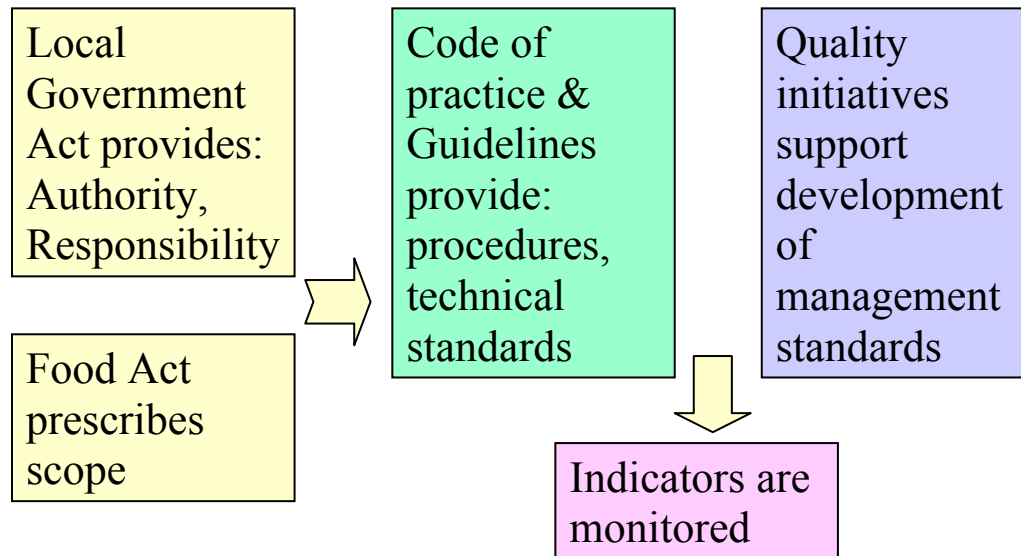 Local
Government
Act provides:
Authority,
Responsibility
Food Act
prescribes
scope
Code of
practice &
Guidelines
provide:
procedures,
technical
standards
Quality
initiatives
support
development
of
management
standards
Indicators are
monitored